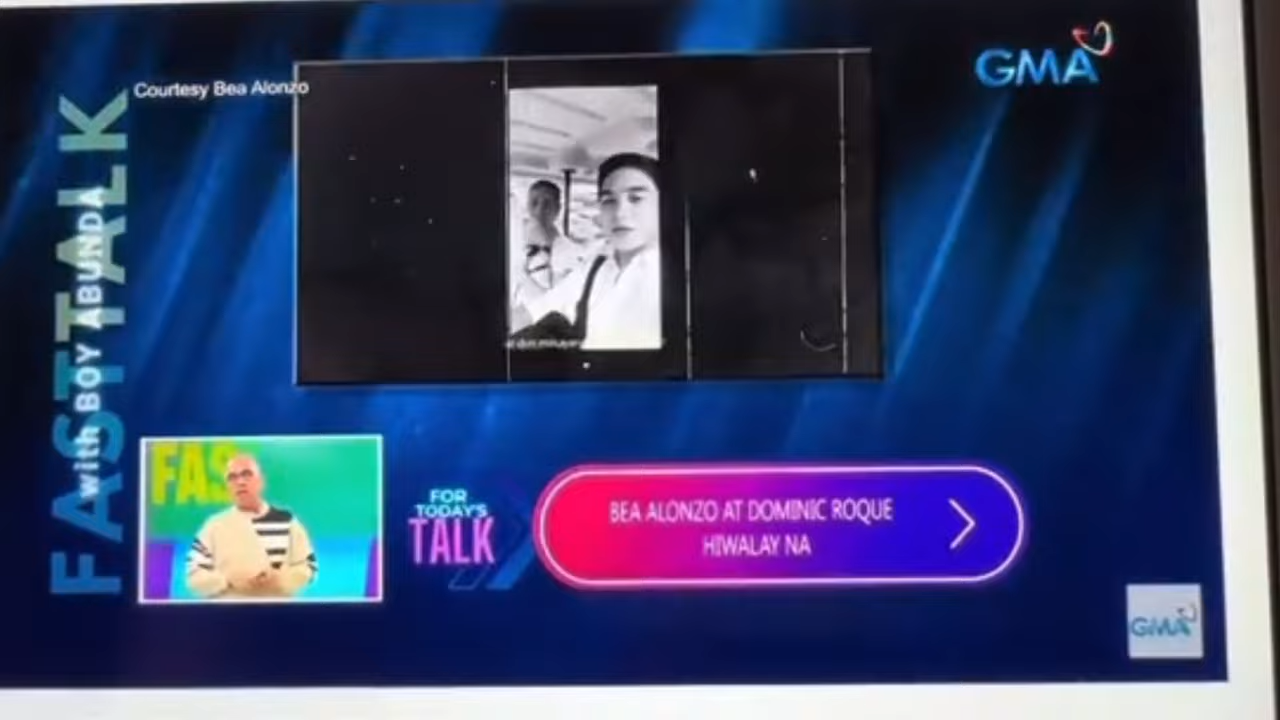 Courtesy Bea Alonzo
GMA
FAST TALK
with BOY ABUNDA
FAS
FOR
TODAY'S
TALK
BEA ALONZO AT DOMINIC ROQUE
HIWALAY NA
GMA